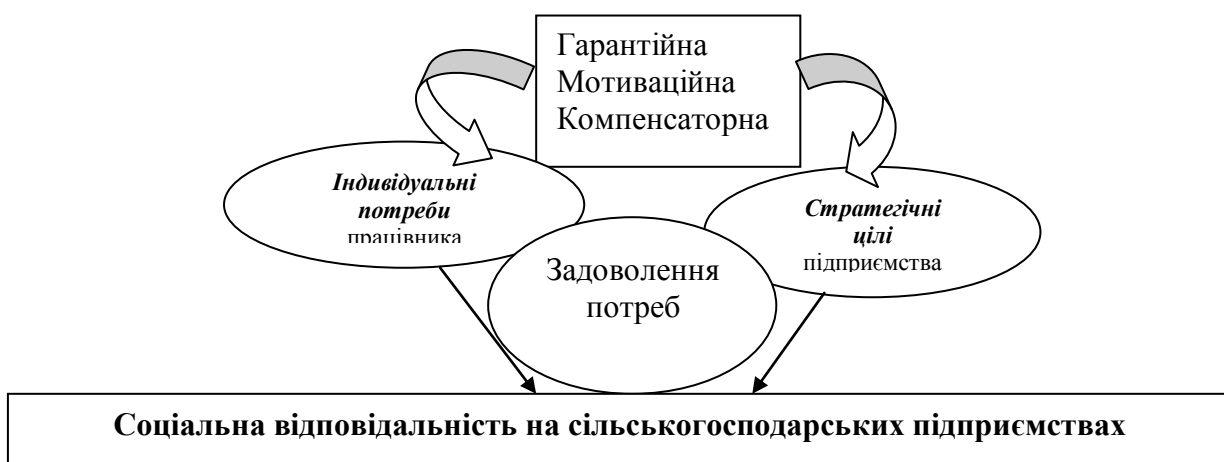 Гарантійна
Мотиваційна
Компенсаторна
Індивідуальні
потреби
працівника
Стратегічні
цілі
підприємства
Задоволення
потреб
Соціальна відповідальність на сільськогосподарських підприємствах